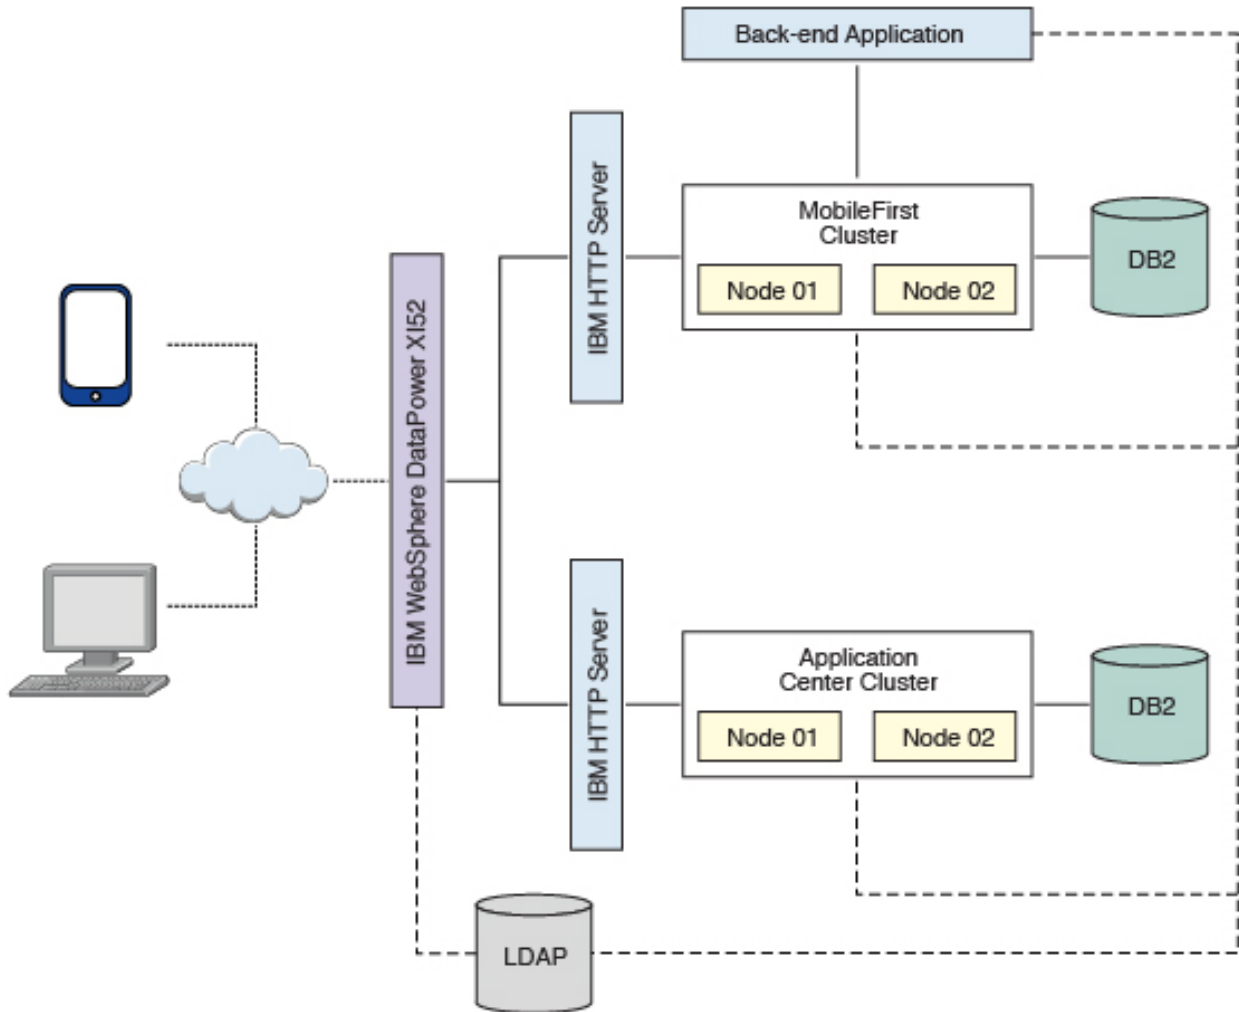 Back-end Application
IBM HTTP Server
MobileFirst
Cluster
Node 01
Node 02
DB2
IBM WebSphere DataPower XI52
IBM HTTP Server
Application
Center Cluster
Node 01
Node 02
DB2
LDAP